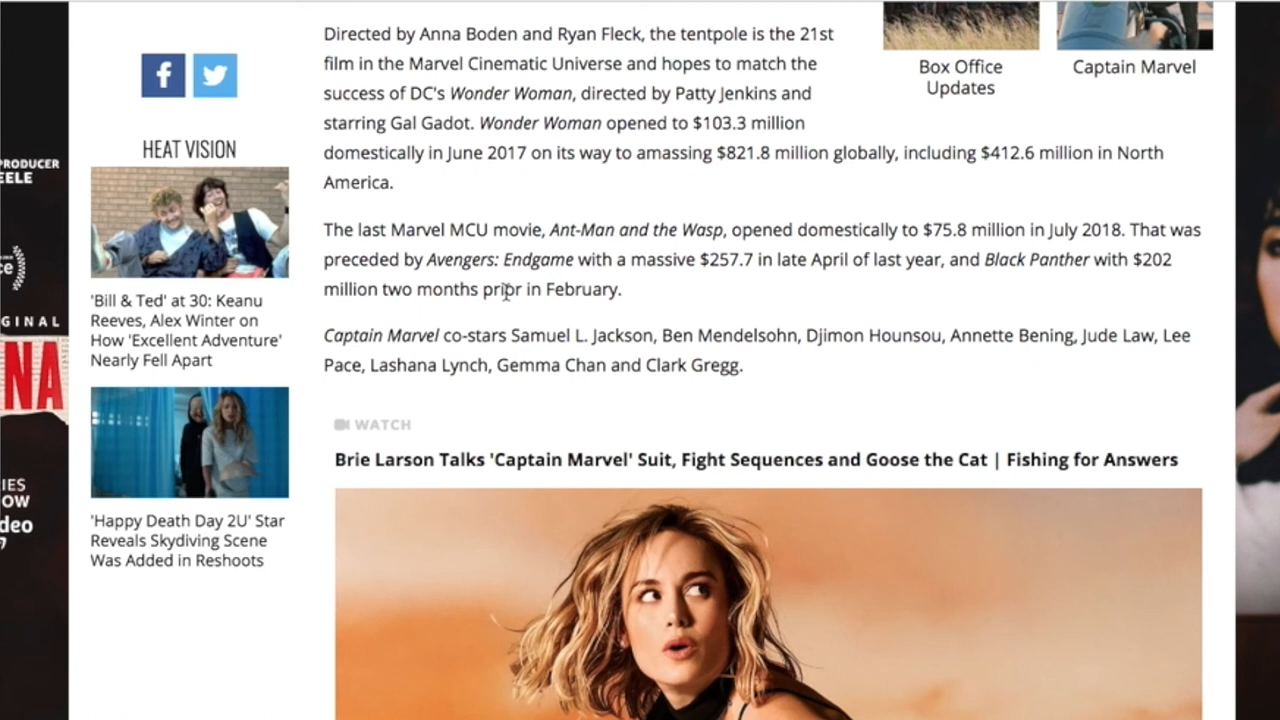 PRODUCER
EELE
ce
GINAL
NA
IES
OW
deo
HEAT VISION
'Bill & Ted' at 30: Keanu
Reeves, Alex Winter on
How 'Excellent Adventure'
Nearly Fell Apart
'Happy Death Day 2U' Star
Reveals Skydiving Scene
Was Added in Reshoots
Directed by Anna Boden and Ryan Fleck, the tentpole is the 21st
film in the Marvel Cinematic Universe and hopes to match the
success of DC's Wonder Woman, directed by Patty Jenkins and
starring Gal Gadot. Wonder Woman opened to $103.3 million
domestically in June 2017 on its way to amassing $821.8 million globally, including $412.6 million in North
America.
The last Marvel MCU movie, Ant-Man and the Wasp, opened domestically to $75.8 million in July 2018. That was
preceded by Avengers: Endgame with a massive $257.7 in late April of last year, and Black Panther with $202
million two months prior in February.
Captain Marvel co-stars Samuel L. Jackson, Ben Mendelsohn, Djimon Hounsou, Annette Bening, Jude Law, Lee
Pace, Lashana Lynch, Gemma Chan and Clark Gregg.
WATCH
Brie Larson Talks 'Captain Marvel' Suit, Fight Sequences and Goose the Cat | Fishing for Answers
Box Office
Updates
Captain Marvel